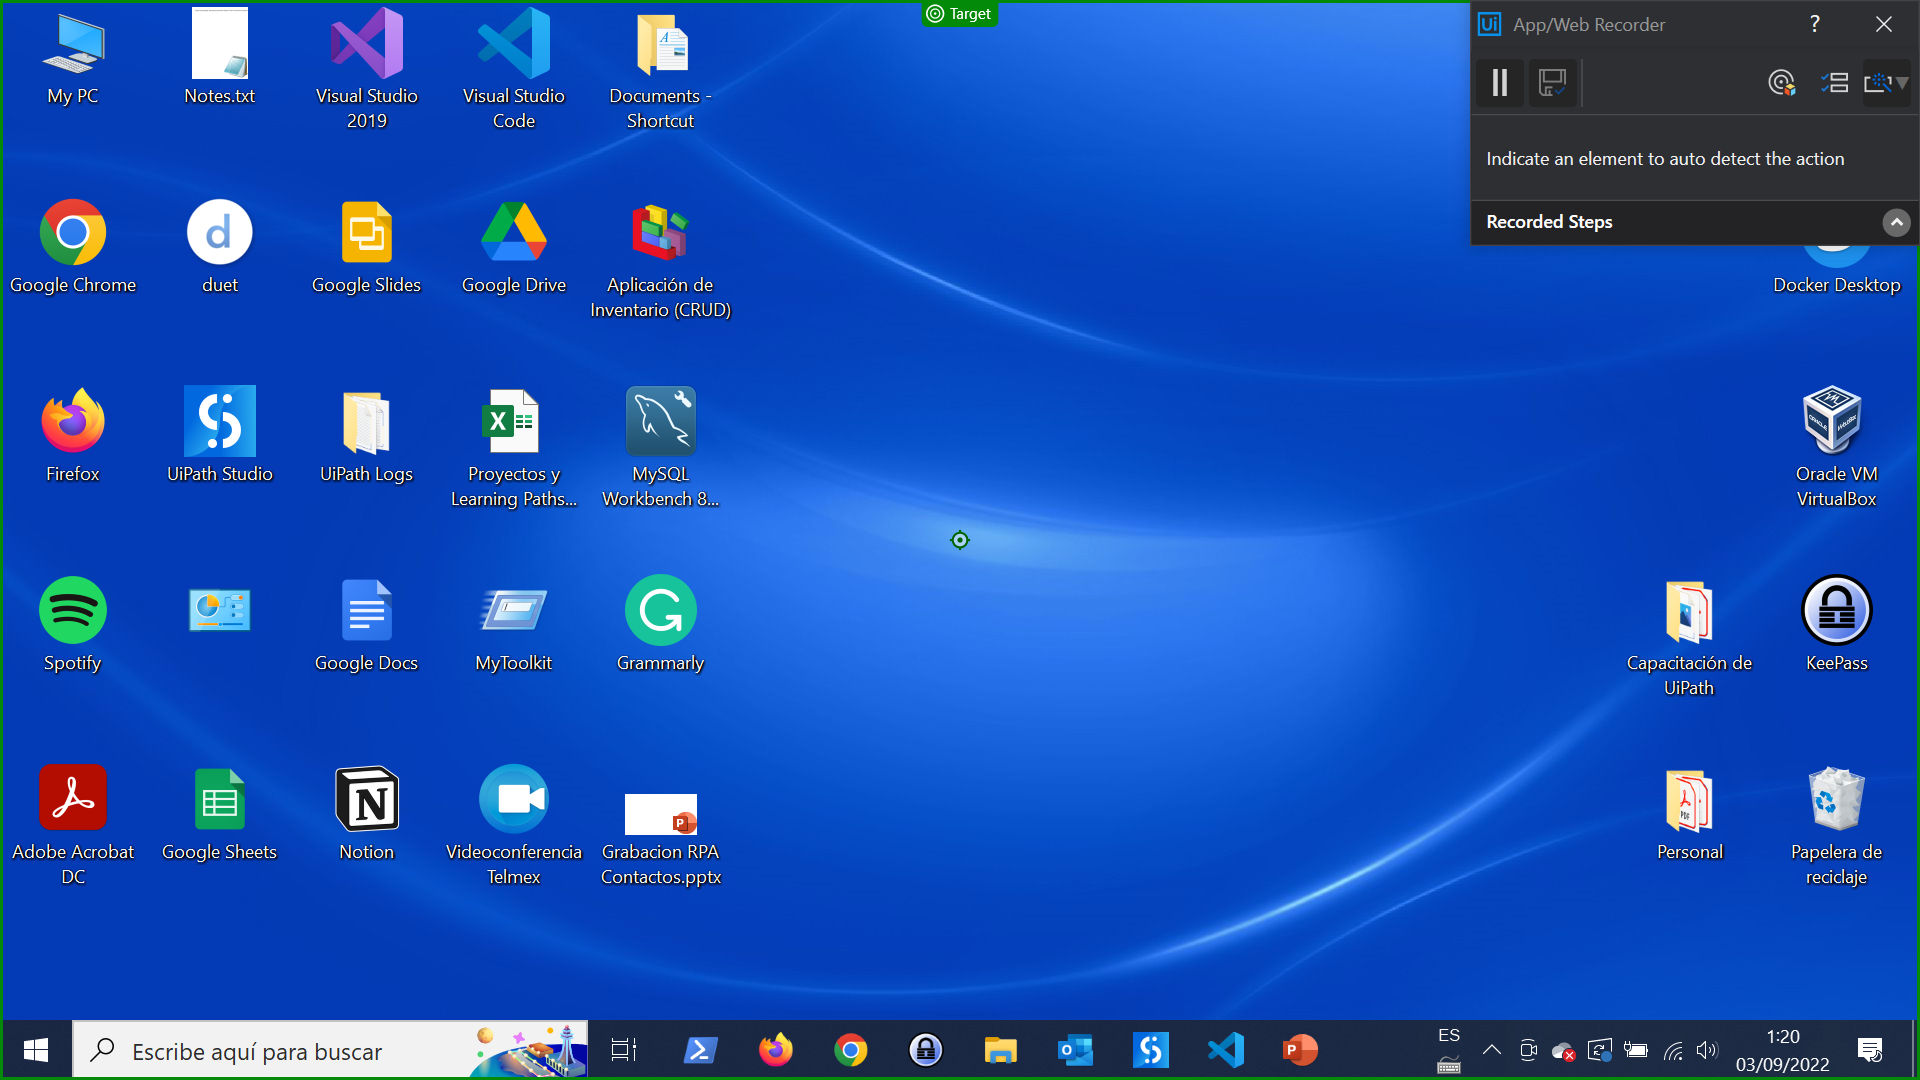 Target
Ui App/Web Recorder ?
Indicate an element to auto detect the action
Recorded Steps
My PC
Notes.txt
Visual Studio
2019
Visual Studio
Code
Documents -
Shortcut
Google Chrome
duet
Google Slides
Google Drive
Aplicación de
Inventario (CRUD)
Docker Desktop
Firefox
UiPath Studio
UiPath Logs
Proyectos y
Learning Paths...
MySQL
Workbench 8...
Oracle VM
VirtualBox
Spotify
Google Docs
MyToolkit
Grammarly
Capacitación de
UiPath
KeePass
Adobe Acrobat
DC
Google Sheets
Notion
Videoconferencia
Telmex
Grabacion RPA
Contactos.pptx
Personal
Papelera de
reciclaje
Escribe aquí para buscar
ES
1:20
03/09/2022